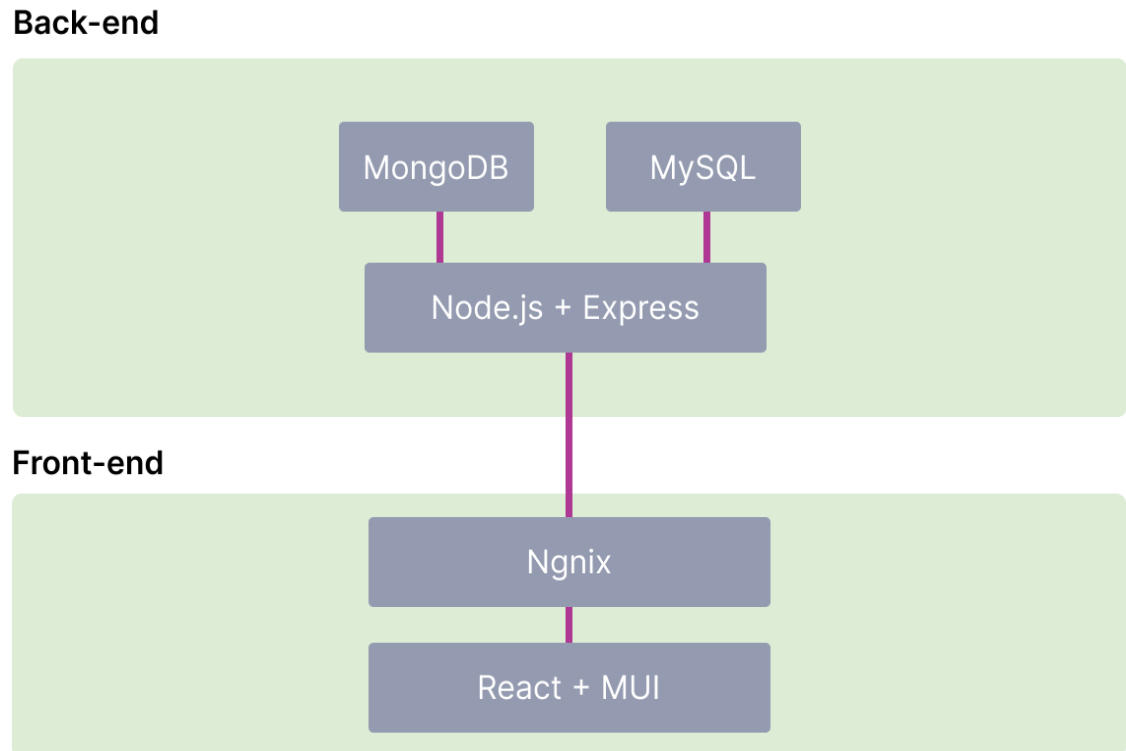 Back-end
MongoDB
MySQL
Node.js + Express
Front-end
Ngnix
React + MUI